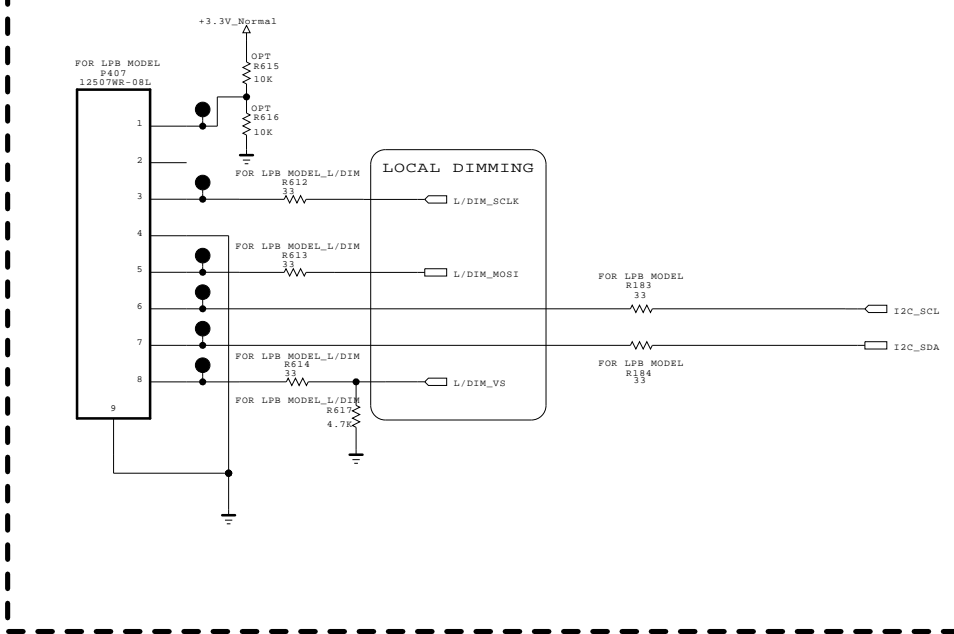 +3.3V_Normal
OPT
R615
10K
FOR LPB MODEL
P407
12507WR-08L
OPT
R616
10K
1
2
LOCAL DIMMING
FOR LPB MODEL_L/DIM
R612
33
3
L/DIM_SCLK
4
FOR LPB MODEL_L/DIM
R613
33
5
L/DIM_MOSI
FOR LPB MODEL
R183
33
6
I2C_SCL
7
I2C_SDA
FOR LPB MODEL
R184
33
FOR LPB MODEL_L/DIM
R614
33
8
L/DIM_VS
FOR LPB MODEL_L/DIM
R617
4.7K
9